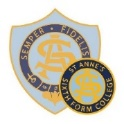 SEMPER FIDELIS
ST ANNE'S
SIXTH FORM COLLEGE